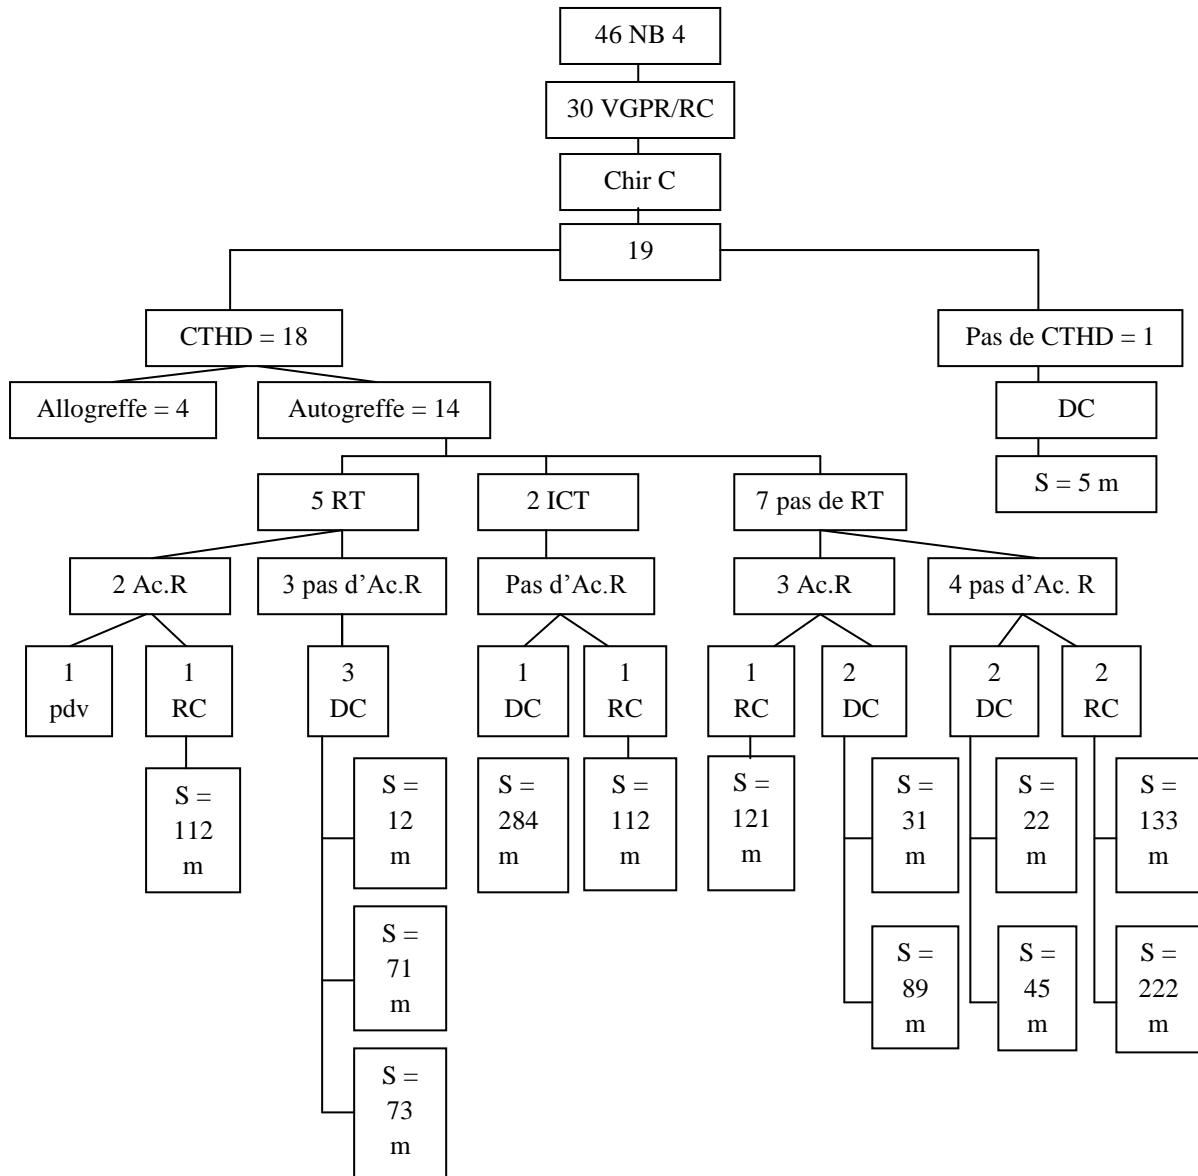 46 NB 4
30 VGPR/RC
Chir C
19
CTHD = 18
Pas de CTHD = 1
Allogreffe = 4
Autogreffe = 14
DC
S = 5 m
5 RT
2 ICT
7 pas de RT
2 Ac.R
3 pas d’Ac.R
Pas d’Ac.R
3 Ac.R
4 pas d’Ac. R
1
pdv
1
RC
3
DC
1
DC
1
RC
1
RC
2
DC
2
DC
2
RC
S =
112
m
S =
12
m
S =
284
m
S =
112
m
S =
121
m
S =
31
m
S =
22
m
S =
133
m
S =
71
m
S =
89
m
S =
45
m
S =
222
m
S =
73
m